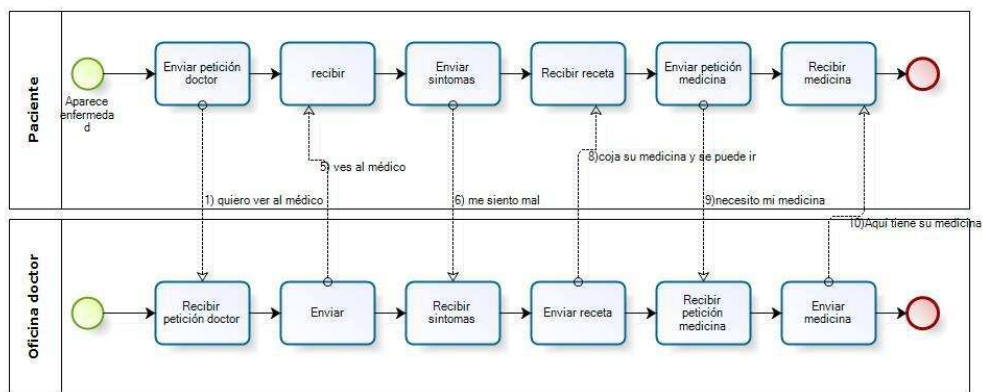 Paciente
Aparece
enfermeda
d
Enviar petición
doctor
recibir
Enviar
sintomas
Recibir receta
Enviar petición
medicina
Recibir
medicina
5) ves al médico
8)coja su medicina y se puede ir
1) quiero ver al médico
6) me siento mal
9)necesito mi medicina
10)Aquí tiene su medicina
Oficina doctor
Recibir
petición doctor
Enviar
Recibir
sintomas
Enviar receta
Recibir
petición
medicina
Enviar
medicina